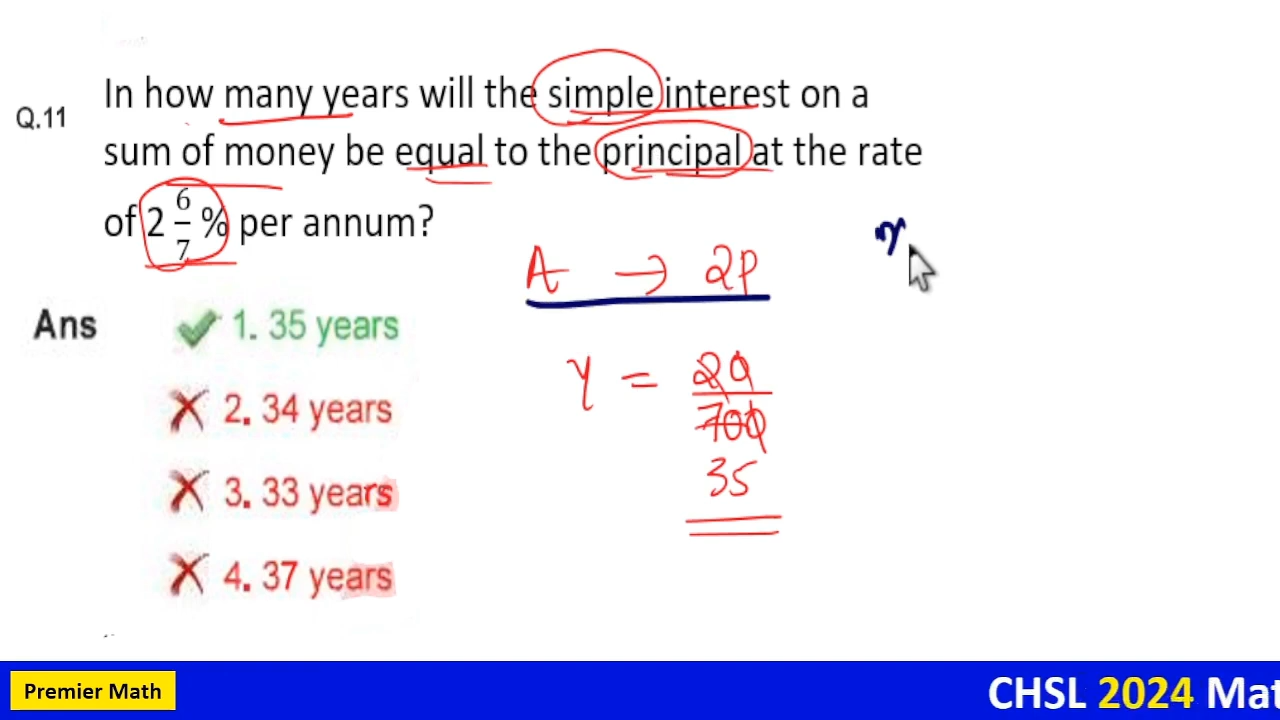 Q.11 In how many years will the simple interest on a
sum of money be equal to the principal at the rate
of 2 6/7 % per annum?
A → 2P
Ans
1. 35 years
2. 34 years
3. 33 years
4. 37 years
Y = 20
700
35
Premier Math
CHSL 2024 Mat